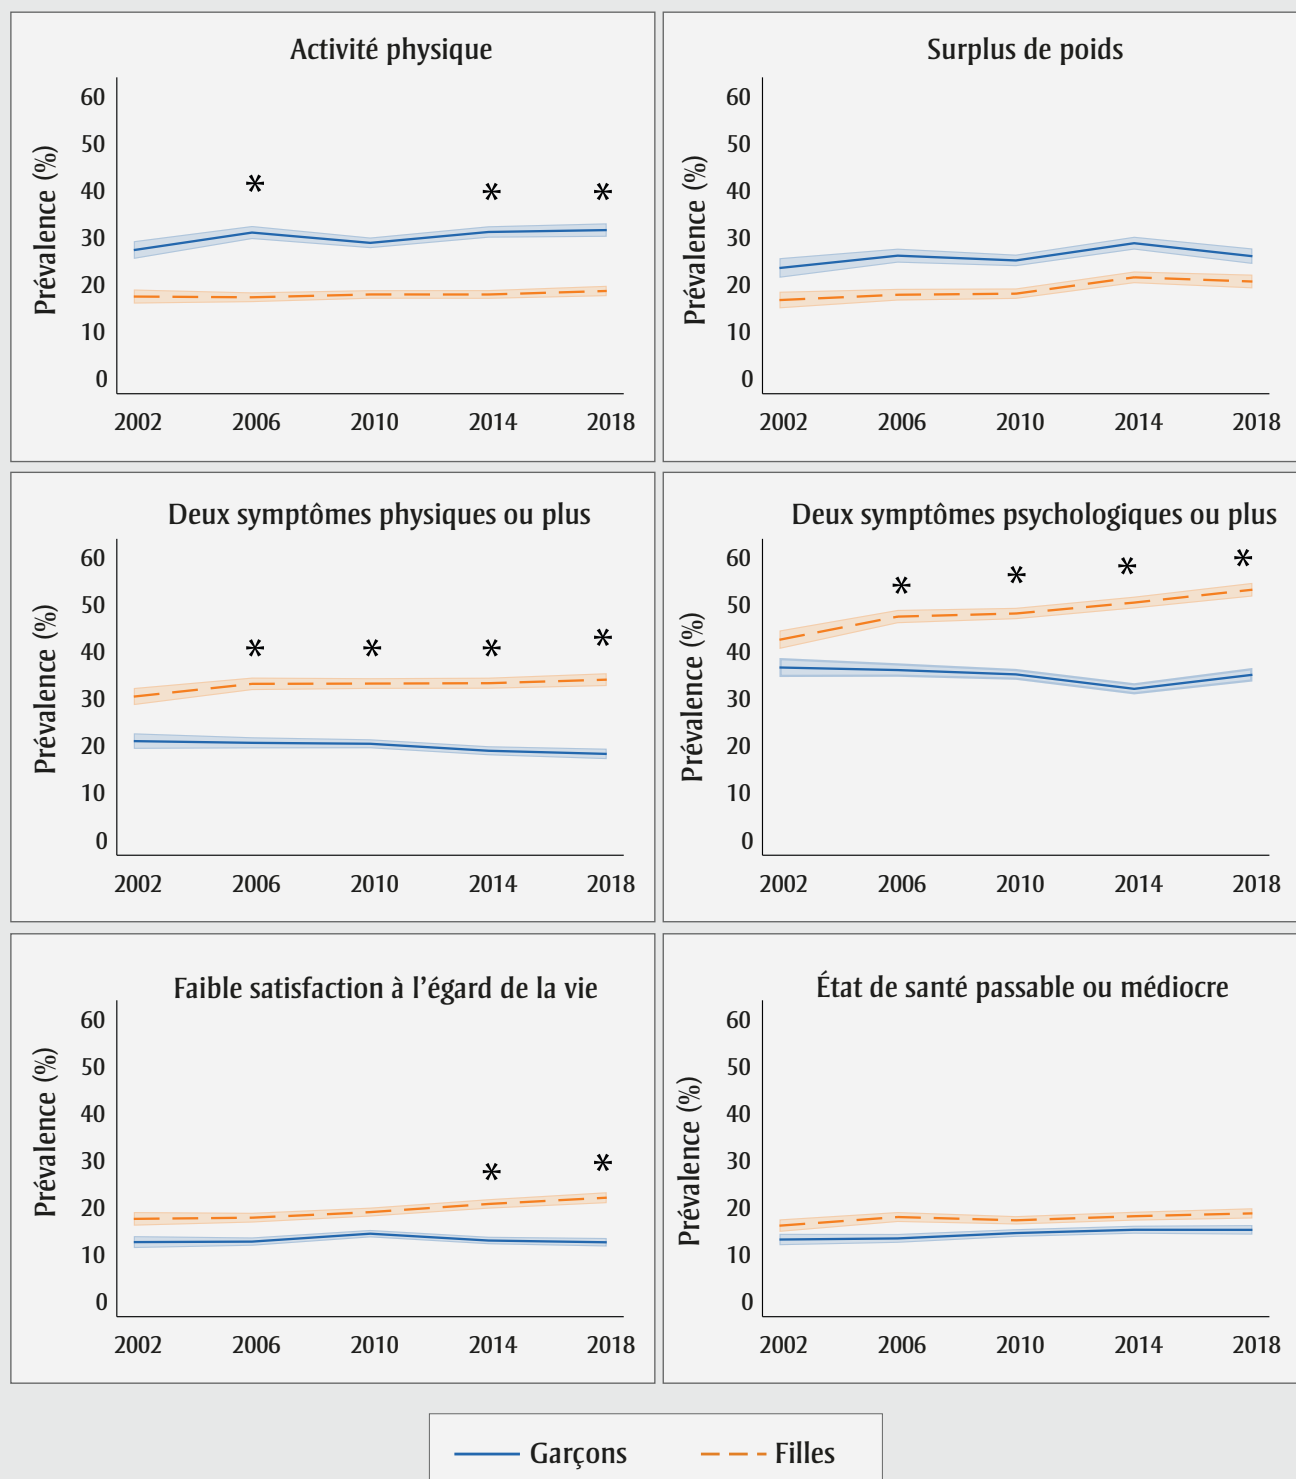 Activité physique
Prévalence (%)
60
50
40
30
20
10
0
* * *
2002 2006 2010 2014 2018
Surplus de poids
Prévalence (%)
60
50
40
30
20
10
0
2002 2006 2010 2014 2018
Deux symptômes physiques ou plus
Prévalence (%)
60
50
40
30
20
10
0
* * * *
2002 2006 2010 2014 2018
Deux symptômes psychologiques ou plus
Prévalence (%)
60
50
40
30
20
10
0
* * * *
2002 2006 2010 2014 2018
Faible satisfaction à l’égard de la vie
Prévalence (%)
60
50
40
30
20
10
0
* *
2002 2006 2010 2014 2018
État de santé passable ou médiocre
Prévalence (%)
60
50
40
30
20
10
0
2002 2006 2010 2014 2018
Garçons Filles